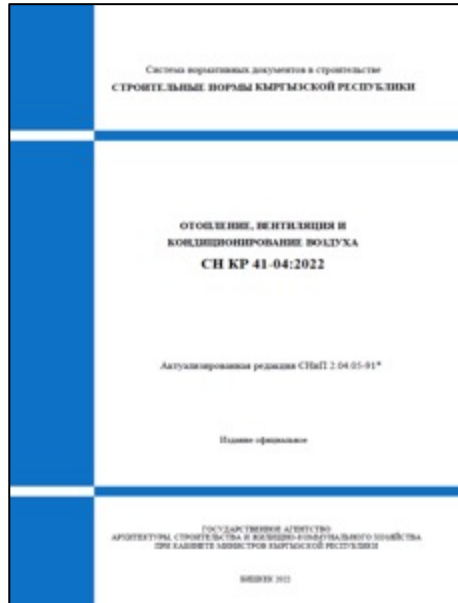 Система нормативных документов в строительстве
СТРОИТЕЛЬНЫЕ НОРМЫ КЫРГЫЗСКОЙ РЕСПУБЛИКИ
ОТОПЛЕНИЕ, ВЕНТИЛЯЦИЯ И
КОНДИЦИОНИРОВАНИЕ ВОЗДУХА
СН КР 41-04:2022
Актуализированная редакция СНиП 2.04.05-91*
Издание официальное
ГОСУДАРСТВЕННОЕ АГЕНТСТВО
АРХИТЕКТУРЫ, СТРОИТЕЛЬСТВА И ЖИЛИЩНО-КОММУНАЛЬНОГО ХОЗЯЙСТВА
ПРИ КАБИНЕТЕ МИНИСТРОВ КЫРГЫЗСКОЙ РЕСПУБЛИКИ
БИШКЕК 2022